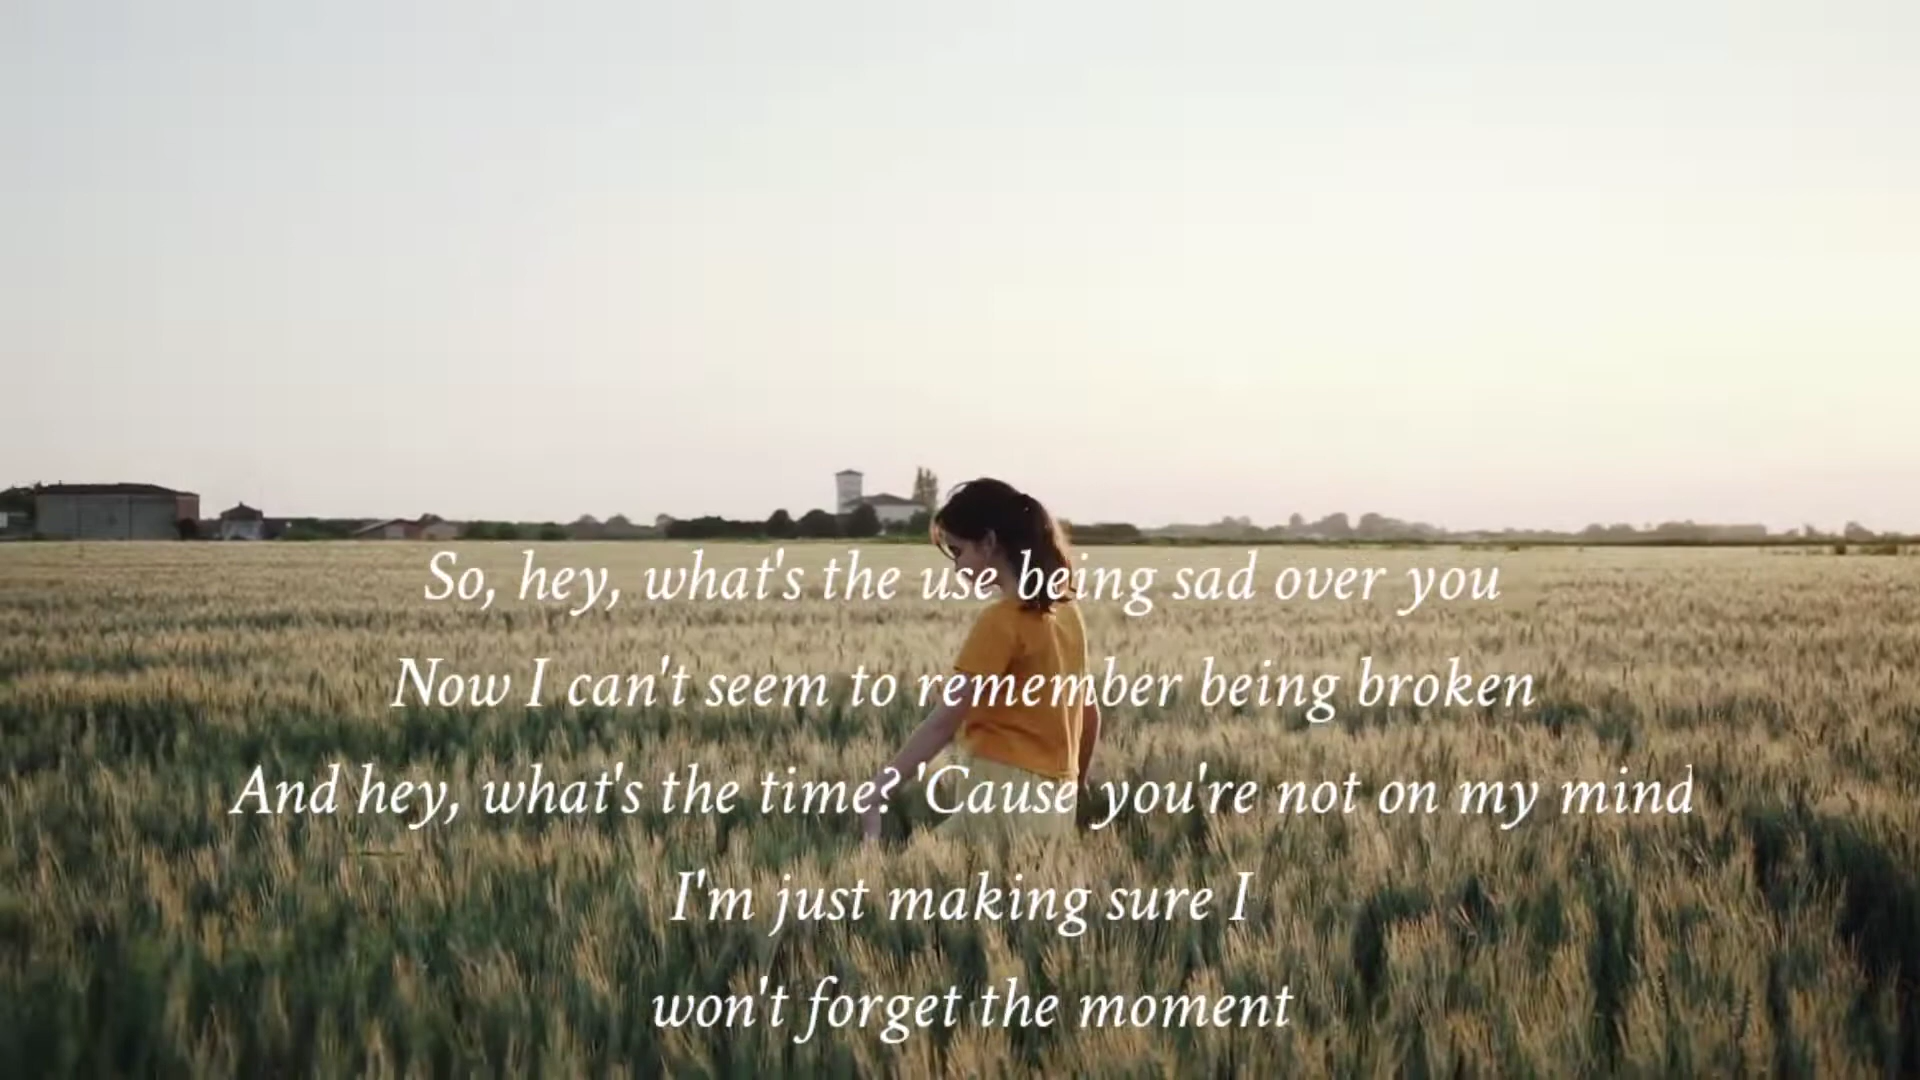 So, hey, what's the use being sad over you
Now I can't seem to remember being broken
And hey, what's the time? 'Cause you're not on my mind
I'm just making sure I
won't forget the moment